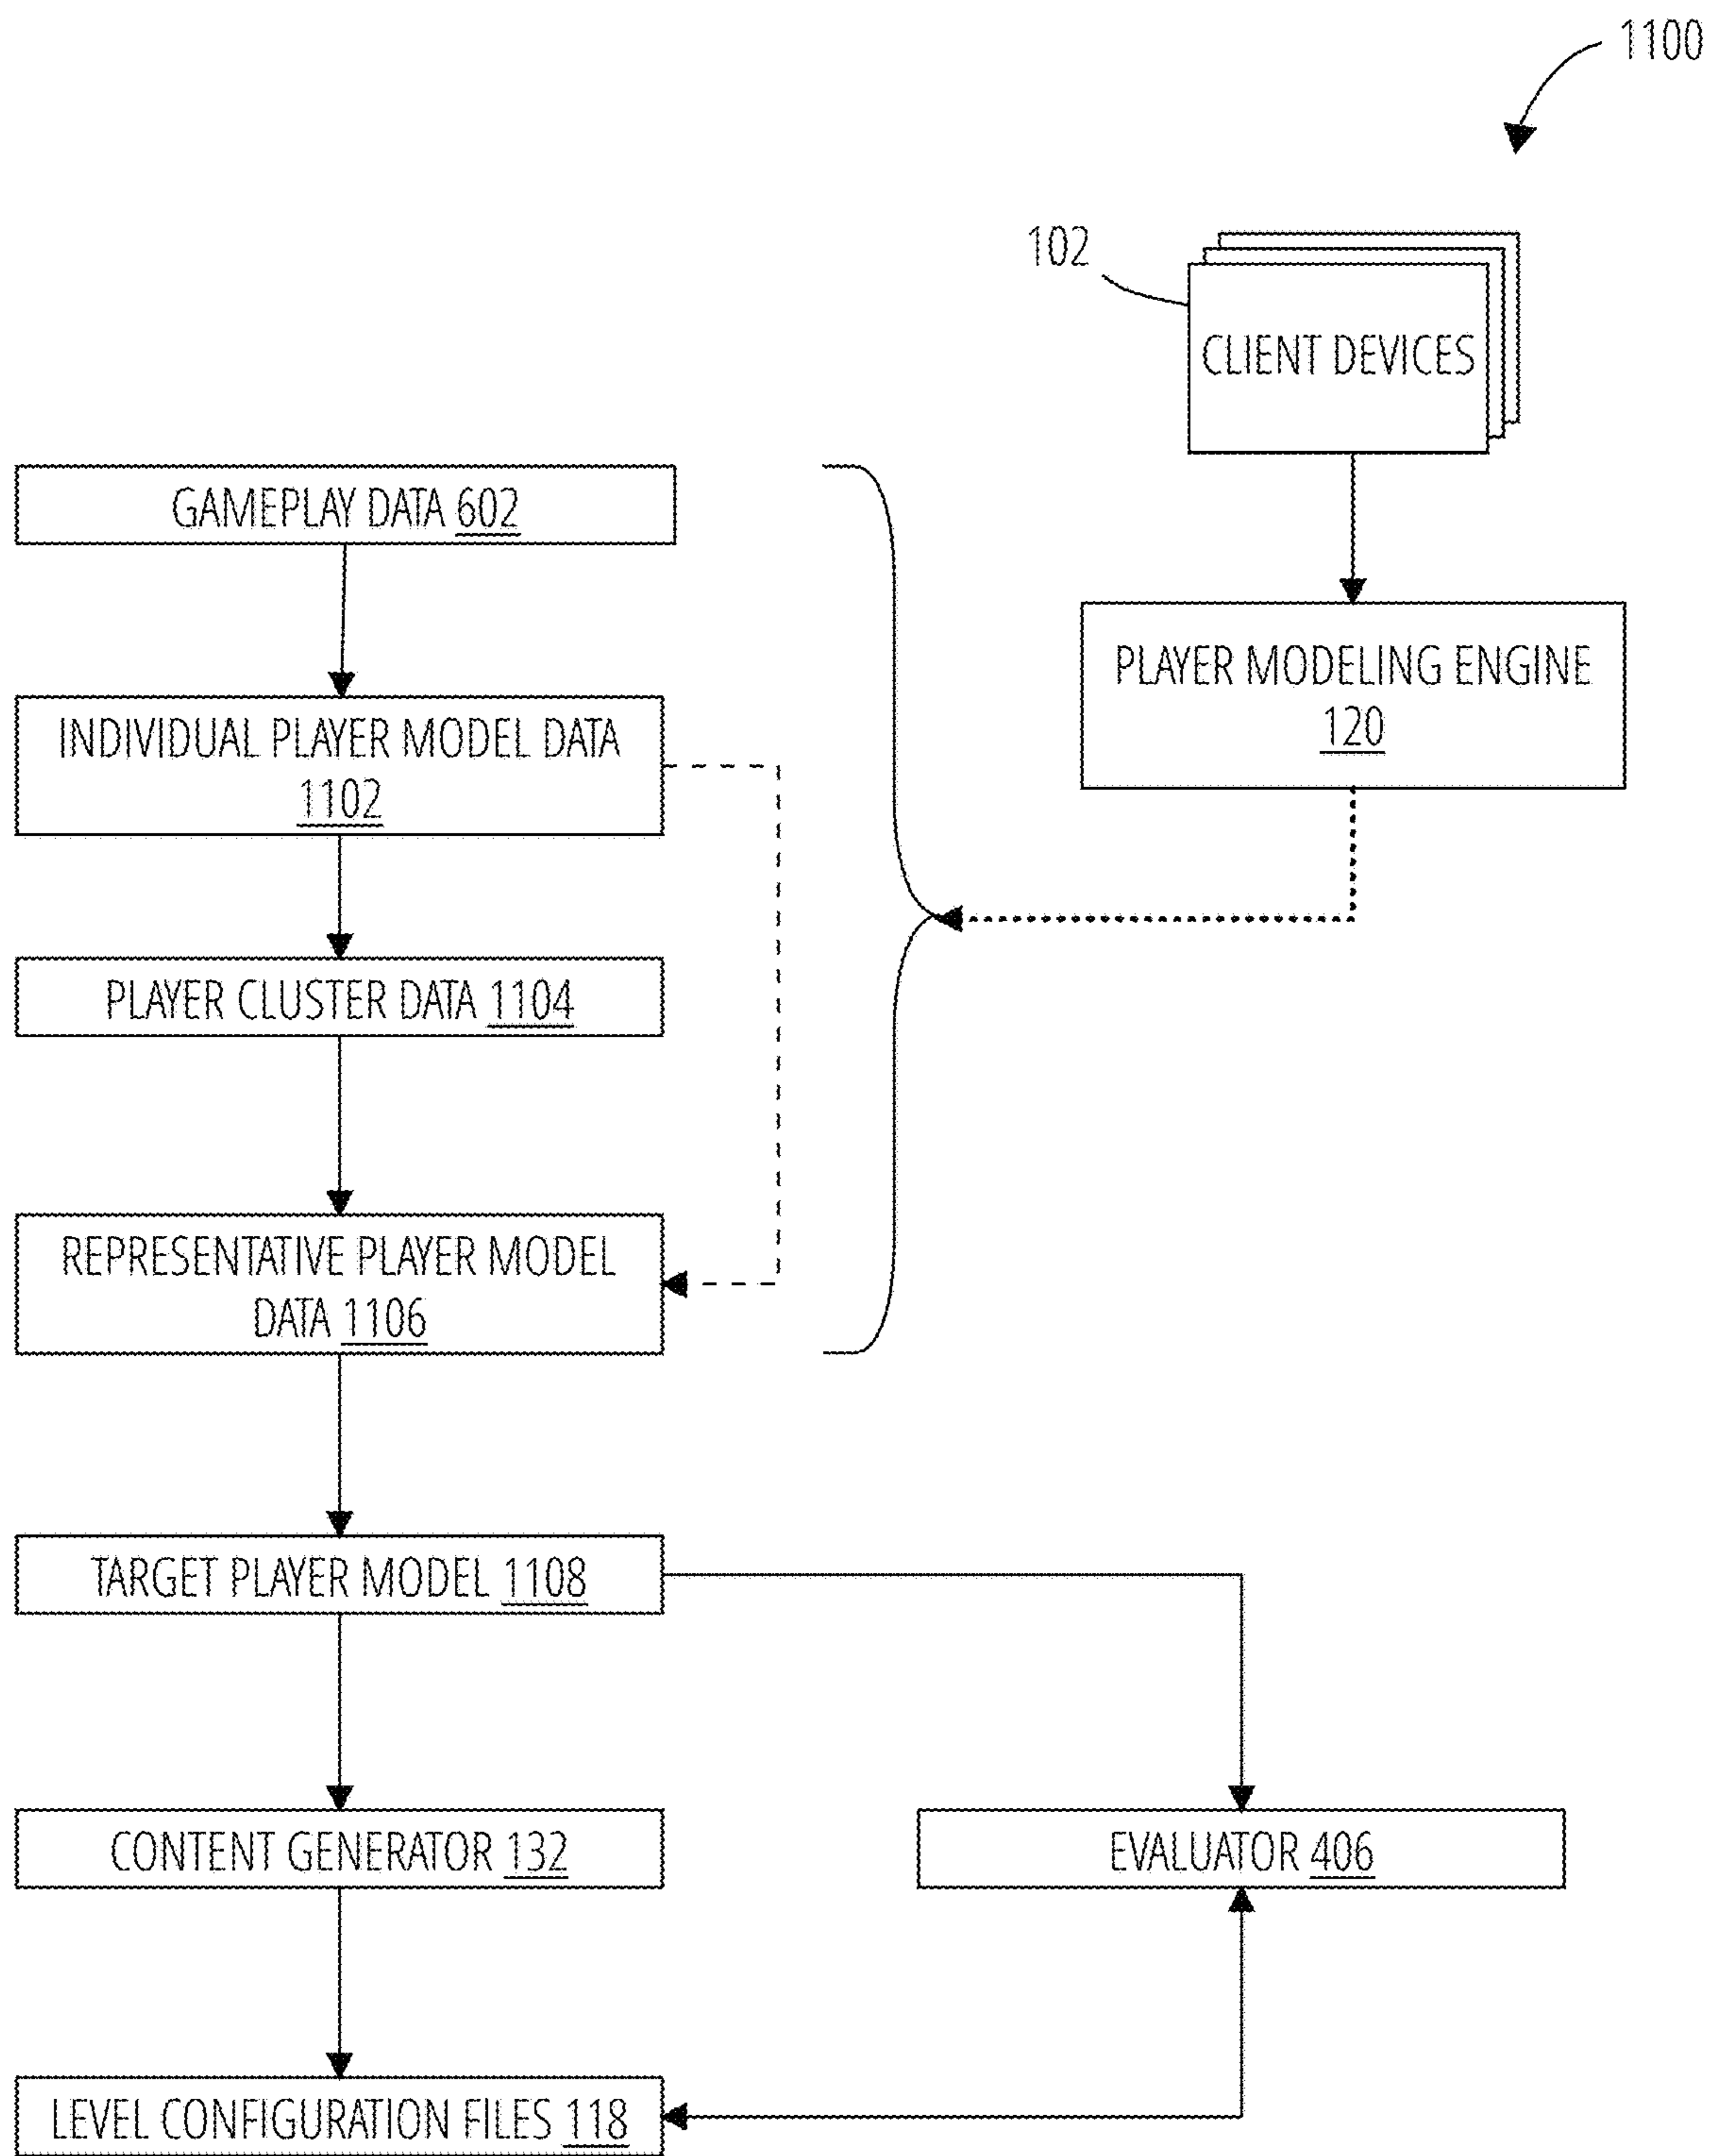 1100
102
CLIENT DEVICES
GAMEPLAY DATA 602
PLAYER MODELING ENGINE
120
INDIVIDUAL PLAYER MODEL DATA
1102
PLAYER CLUSTER DATA 1104
REPRESENTATIVE PLAYER MODEL
DATA 1106
TARGET PLAYER MODEL 1108
CONTENT GENERATOR 132
EVALUATOR 406
LEVEL CONFIGURATION FILES 118